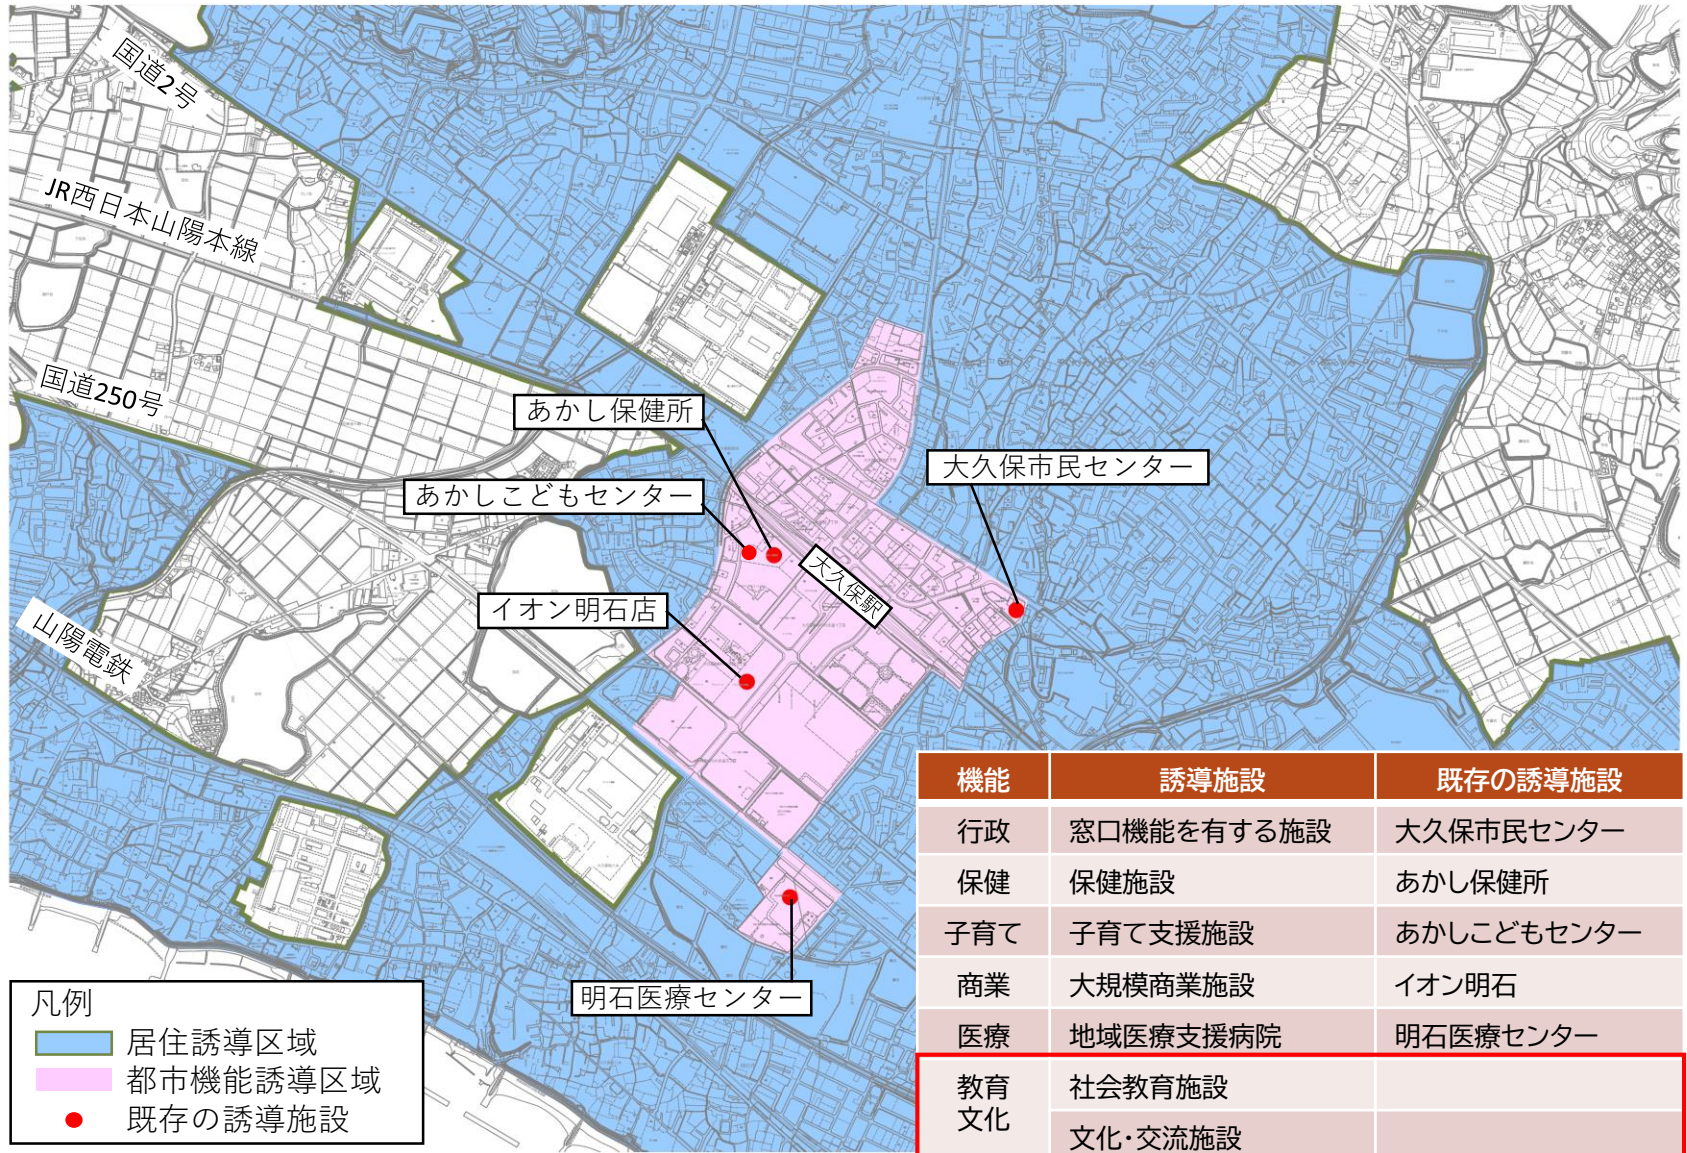 国道2号
JR西日本山陽本線
国道250号
あかし保健所
大久保市民センター
あかしこどもセンター
大久保駅
イオン明石店
山陽電鉄
明石医療センター
凡例
居住誘導区域
都市機能誘導区域
既存の誘導施設
機能 誘導施設 既存の誘導施設
行政 窓口機能を有する施設 大久保市民センター
保健 保健施設 あかし保健所
子育て 子育て支援施設 あかしこどもセンター
商業 大規模商業施設 イオン明石
医療 地域医療支援病院 明石医療センター
教育 社会教育施設
文化
文化・交流施設